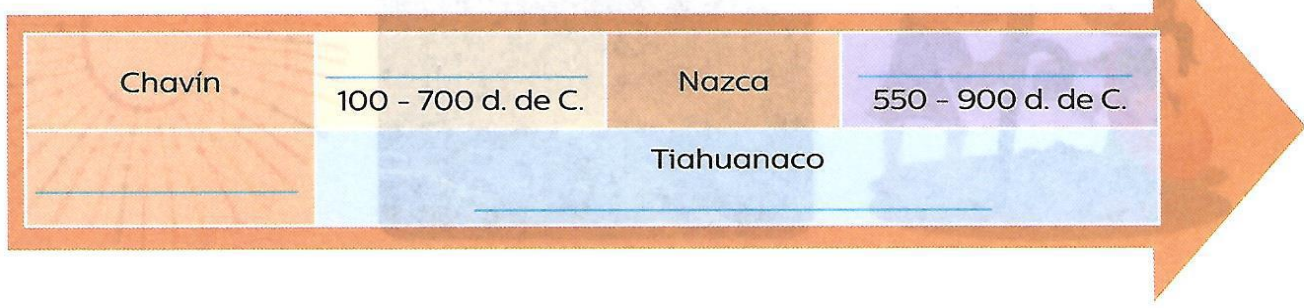 Chavín
100 - 700 d. de C.
Nazca
550 - 900 d. de C.
Tiahuanaco